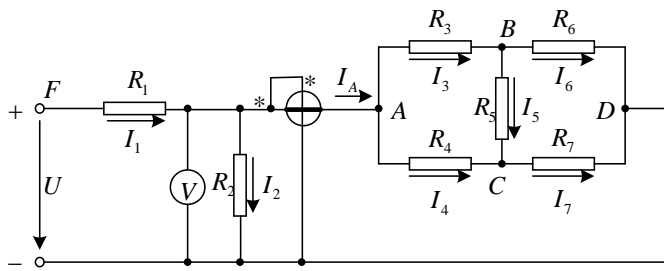 R3 B R6
F R1 * * IA I3 I6
+ I1 A R5 I5 D
U V R2 I2 R4 R7
C
− I4 I7